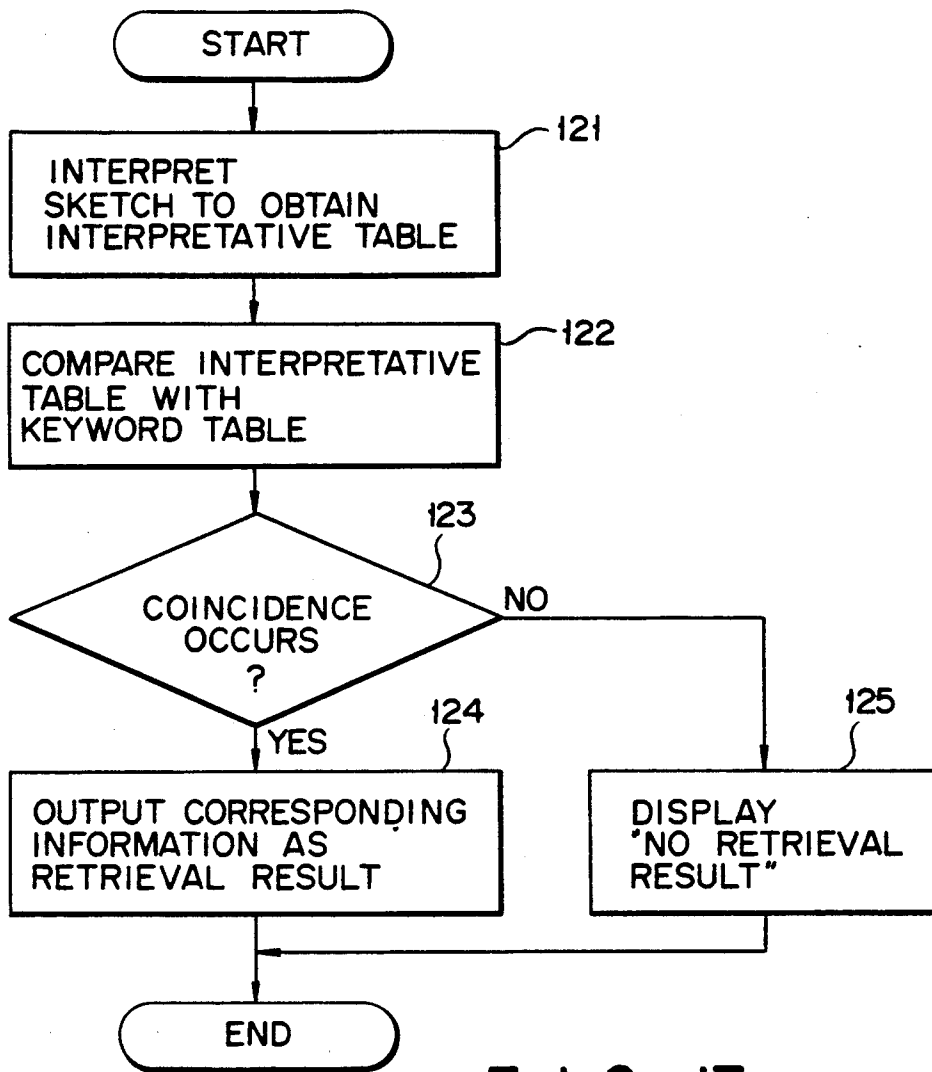 START
121
INTERPRET
SKETCH TO OBTAIN
INTERPRETATIVE TABLE
122
COMPARE INTERPRETATIVE
TABLE WITH
KEYWORD TABLE
123
COINCIDENCE
OCCURS
?
NO
YES
124
OUTPUT CORRESPONDING
INFORMATION AS
RETRIEVAL RESULT
125
DISPLAY
"NO RETRIEVAL
RESULT"
END